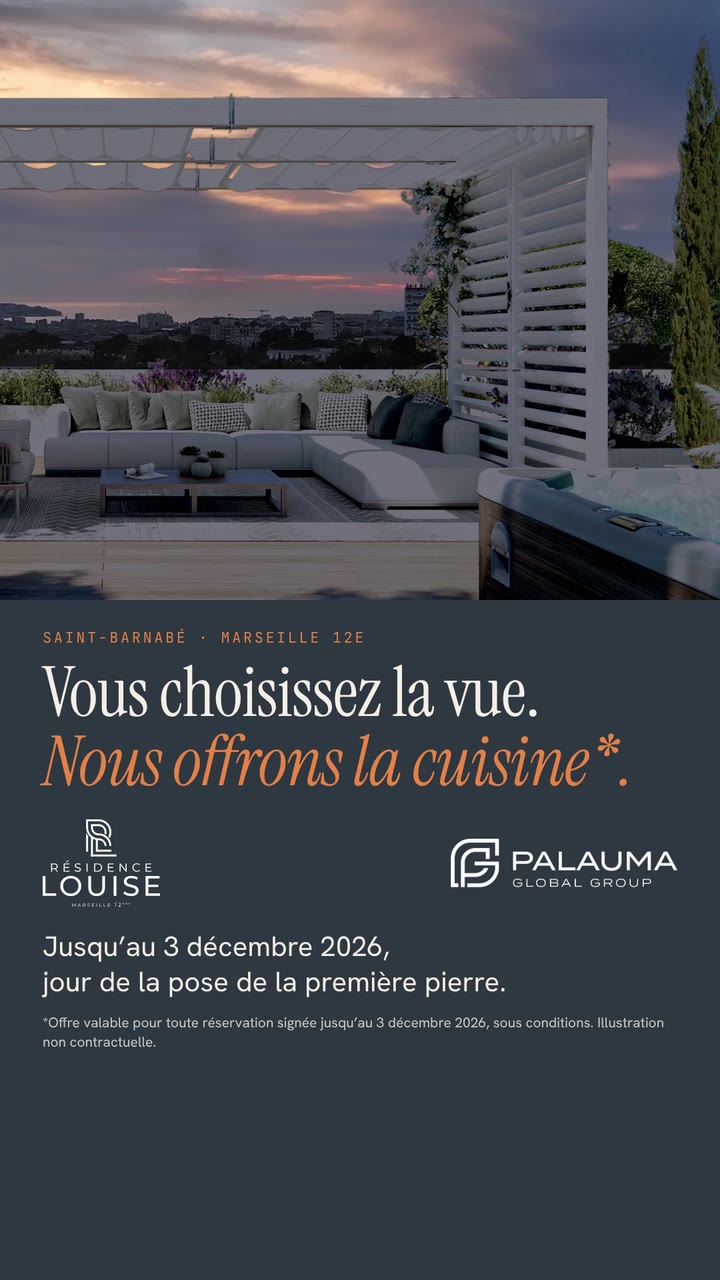 SAINT-BARNABÉ · MARSEILLE 12E
Vous choisissez la vue.
Nous offrons la cuisine*.
RÉSIDENCE
LOUISE
MARSEILLE 12ème
PALAUMA
GLOBAL GROUP
Jusqu’au 3 décembre 2026,
jour de la pose de la première pierre.
*Offre valable pour toute réservation signée jusqu’au 3 décembre 2026, sous conditions. Illustration
non contractuelle.